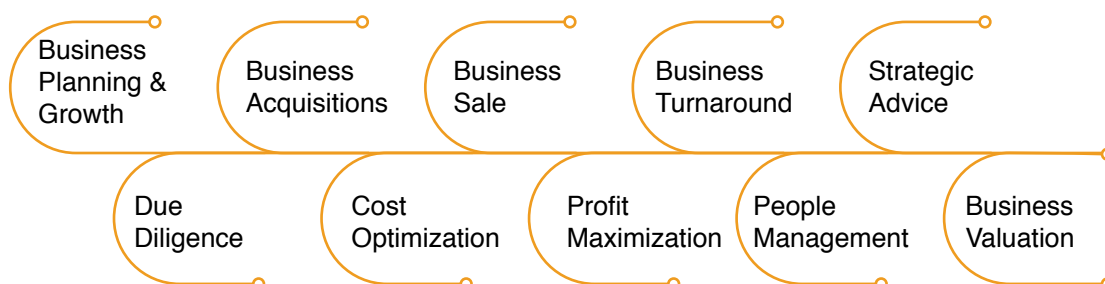 Business
Planning &
Growth
Business
Acquisitions
Business
Sale
Business
Turnaround
Strategic
Advice
Due
Diligence
Cost
Optimization
Profit
Maximization
People
Management
Business
Valuation